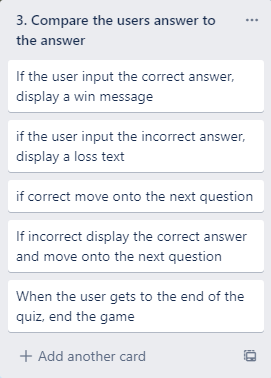 3. Compare the users answer to
the answer
If the user input the correct answer,
display a win message
if the user input the incorrect answer,
display a loss text
if correct move onto the next question
If incorrect display the correct answer
and move onto the next question
When the user gets to the end of the
quiz, end the game
+ Add another card